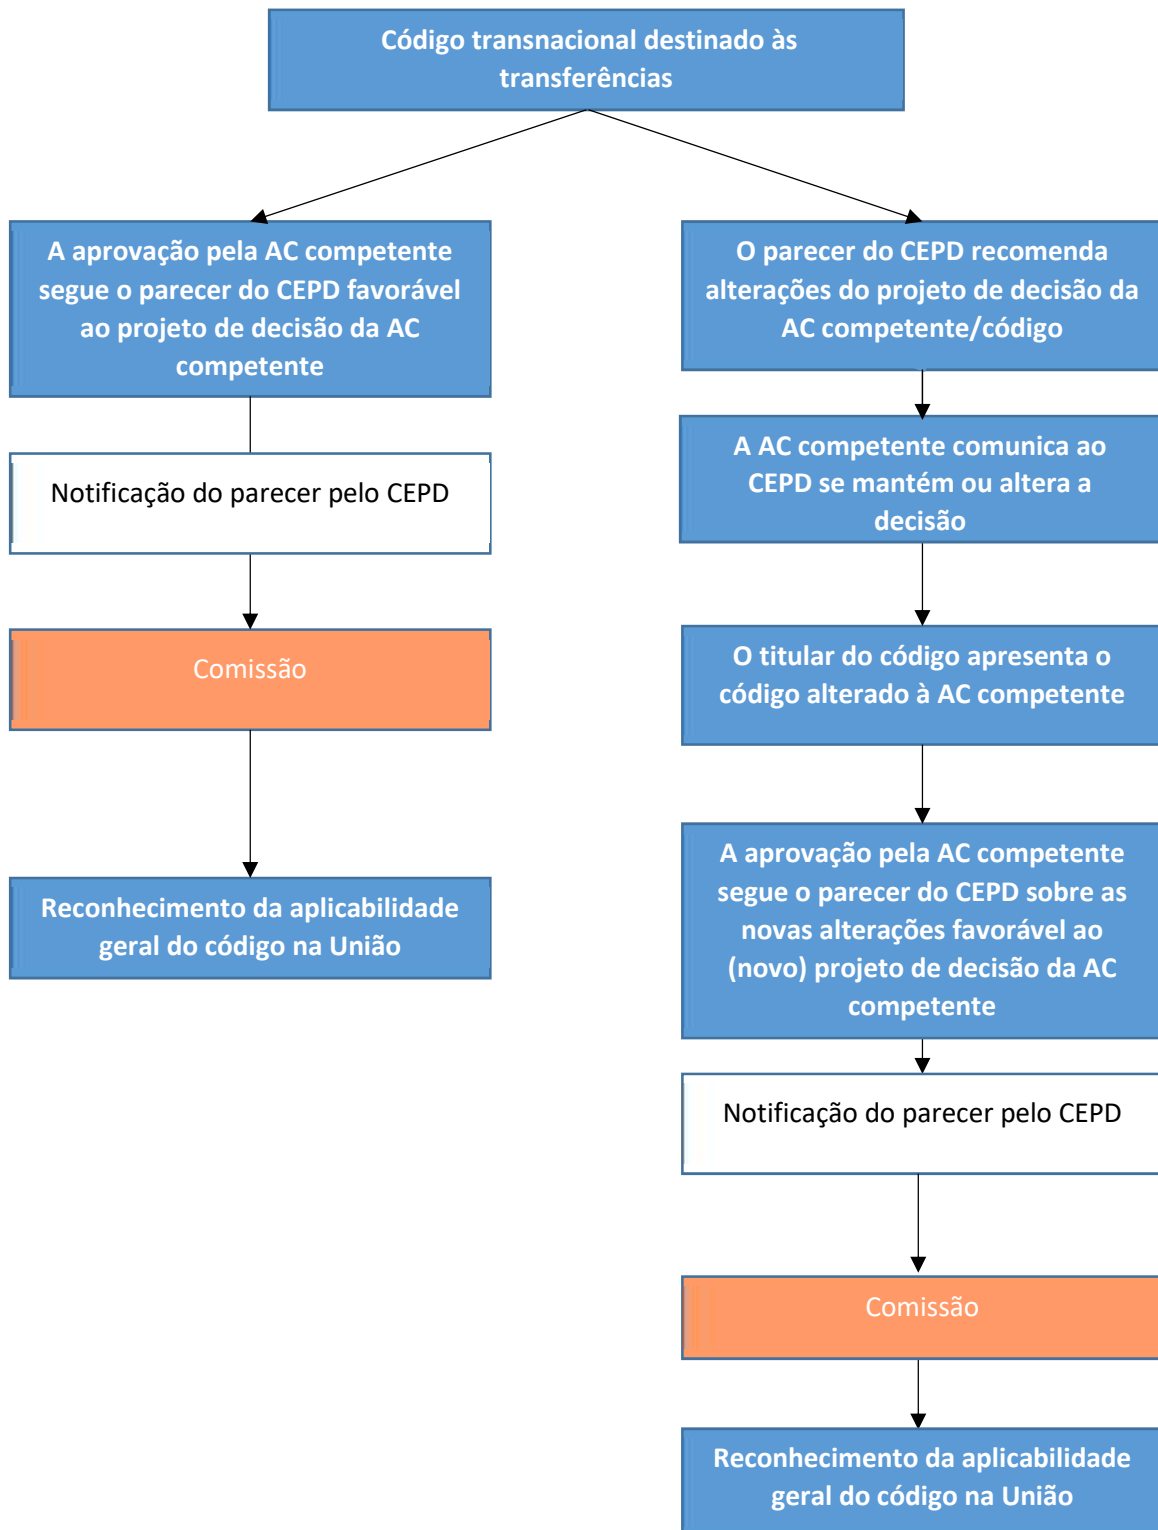 Código transnacional destinado às
transferências
A aprovação pela AC competente
segue o parecer do CEPD favorável
ao projeto de decisão da AC
competente
Notificação do parecer pelo CEPD
Comissão
Reconhecimento da aplicabilidade
geral do código na União
O parecer do CEPD recomenda
alterações do projeto de decisão da
AC competente/código
A AC competente comunica ao
CEPD se mantém ou altera a
decisão
O titular do código apresenta o
código alterado à AC competente
A aprovação pela AC competente
segue o parecer do CEPD sobre as
novas alterações favorável ao
(novo) projeto de decisão da AC
competente
Notificação do parecer pelo CEPD
Comissão
Reconhecimento da aplicabilidade
geral do código na União